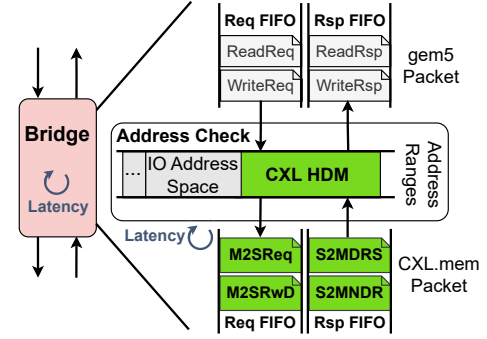 Req FIFO Rsp FIFO
ReadReq ReadRsp
WriteReq WriteRsp
gem5
Packet
Bridge
Latency
Address Check
... IO Address
Space
CXL HDM
Address
Ranges
Latency
M2SReq S2MDRS
M2SRwD S2MNDR
Req FIFO Rsp FIFO
CXL.mem
Packet